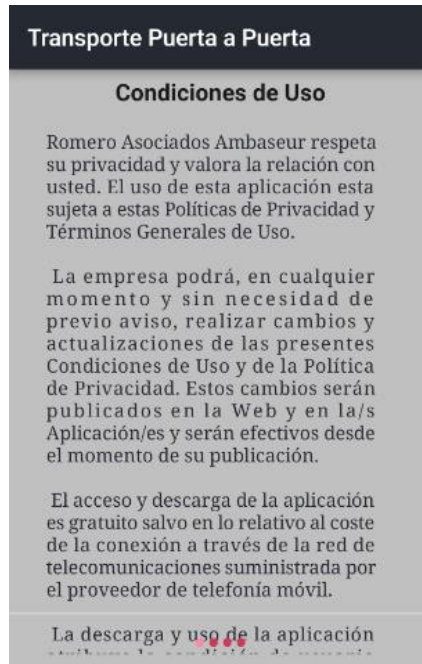 Transporte Puerta a Puerta
Condiciones de Uso
Romero Asociados Ambaseur respeta
su privacidad y valora la relación con
usted. El uso de esta aplicación esta
sujeta a estas Políticas de Privacidad y
Términos Generales de Uso.
La empresa podrá, en cualquier
momento y sin necesidad de
previo aviso, realizar cambios y
actualizaciones de las presentes
Condiciones de Uso y de la Política
de Privacidad. Estos cambios serán
publicados en la Web y en la/s
Aplicación/es y serán efectivos desde
el momento de su publicación.
El acceso y descarga de la aplicación
es gratuito salvo en lo relativo al coste
de la conexión a través de la red de
telecomunicaciones suministrada por
el proveedor de telefonía móvil.
La descarga y uso de la aplicación